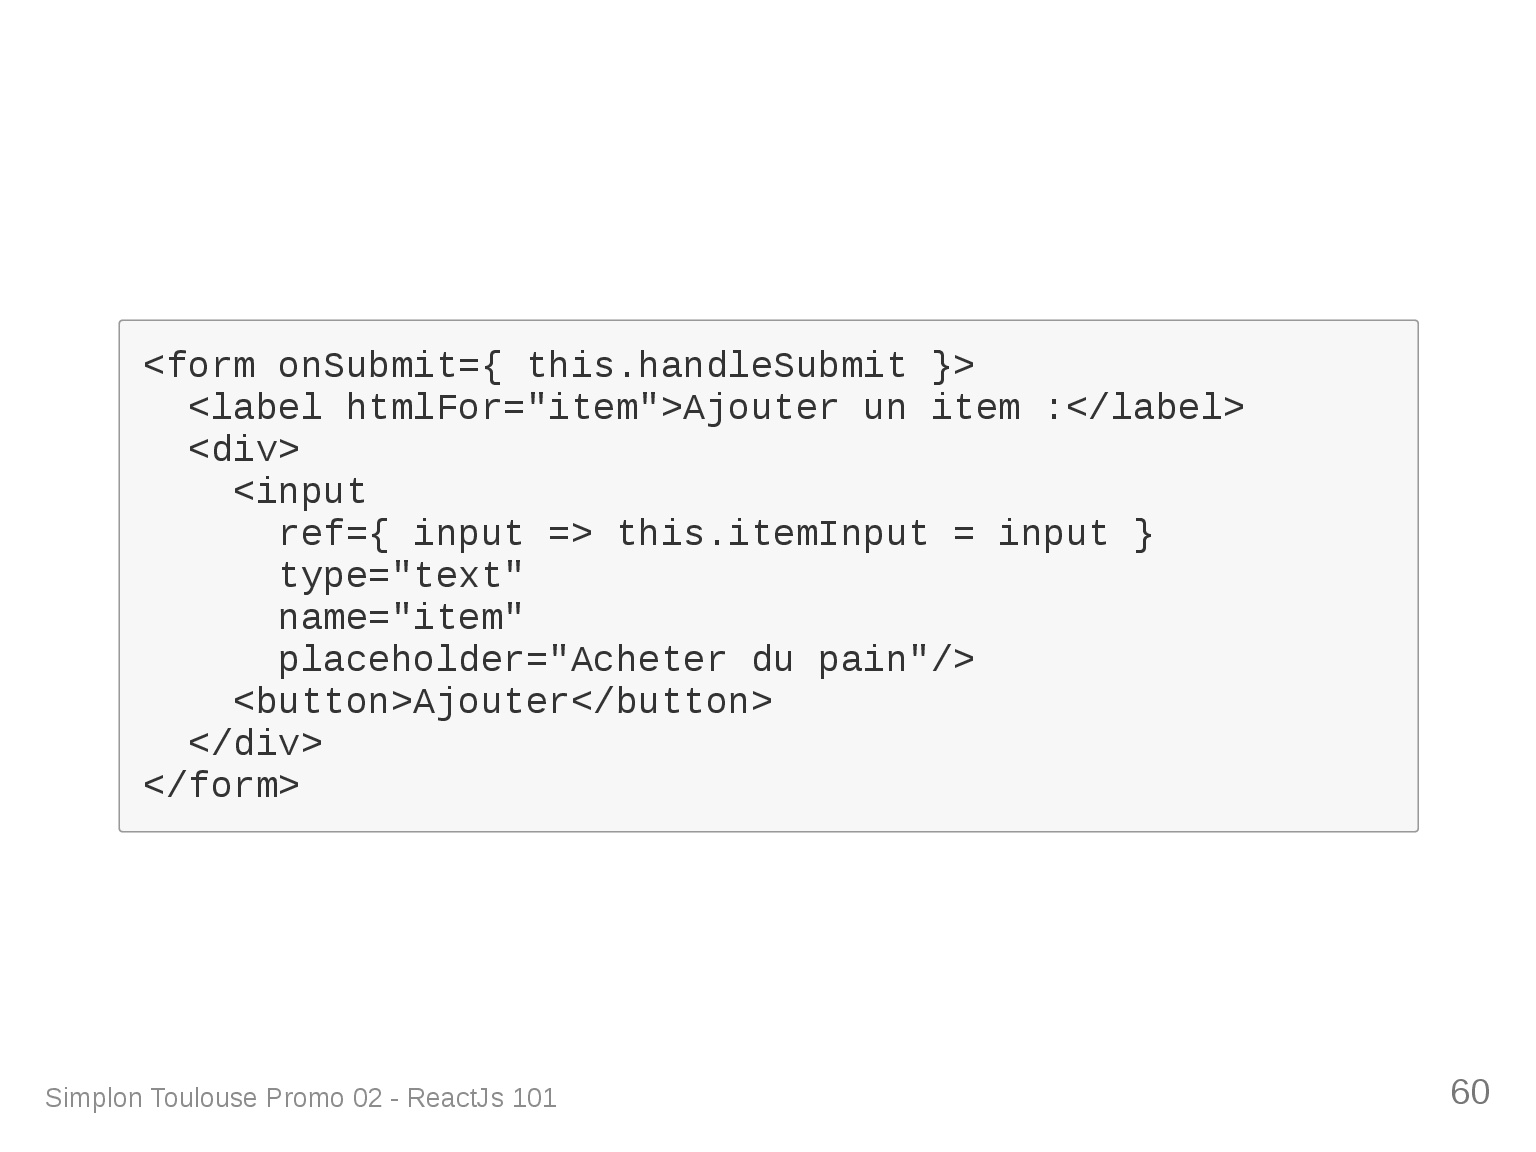 <form onSubmit={ this.handleSubmit }>
  <label htmlFor="item">Ajouter un item :</label>
  <div>
    <input
      ref={ input => this.itemInput = input }
      type="text"
      name="item"
      placeholder="Acheter du pain"/>
    <button>Ajouter</button>
  </div>
</form>
Simplon Toulouse Promo 02 - ReactJs 101
60